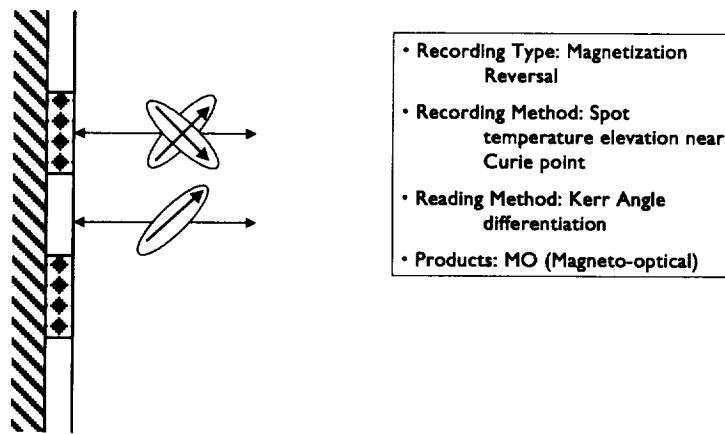 • Recording Type: Magnetization
Reversal
• Recording Method: Spot
temperature elevation near
Curie point
• Reading Method: Kerr Angle
differentiation
• Products: MO (Magneto-optical)